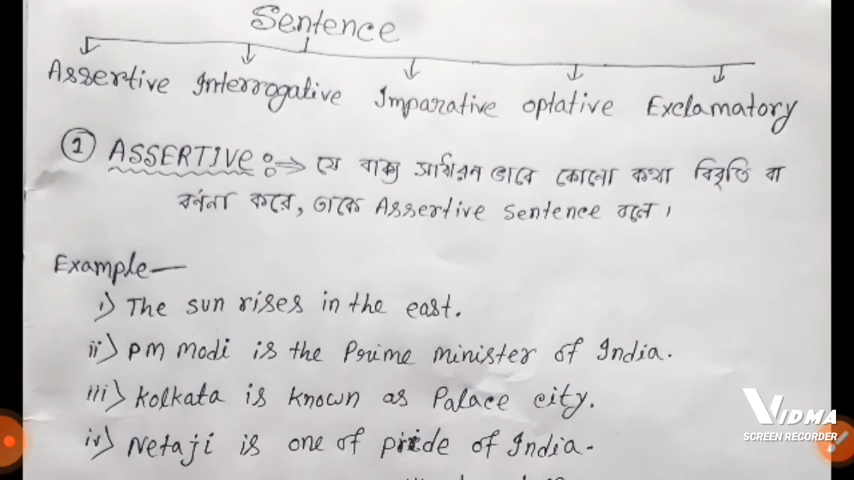 Sentence
Assertive Interrogative Imparative optative Exclamatory
1 ASSERTIVE :⇒ যে বাক্য সাধারন ভাবে কোনো কথা বিবৃতি বা
বর্ননা করে, তাকে Assertive Sentence বলে।
Example—
i) The sun rises in the east.
ii) PM modi is the Prime minister of India.
iii) Kolkata is known as Palace city.
iv) Netaji is one of pride of India.
VIDMA
SCREEN RECORDER